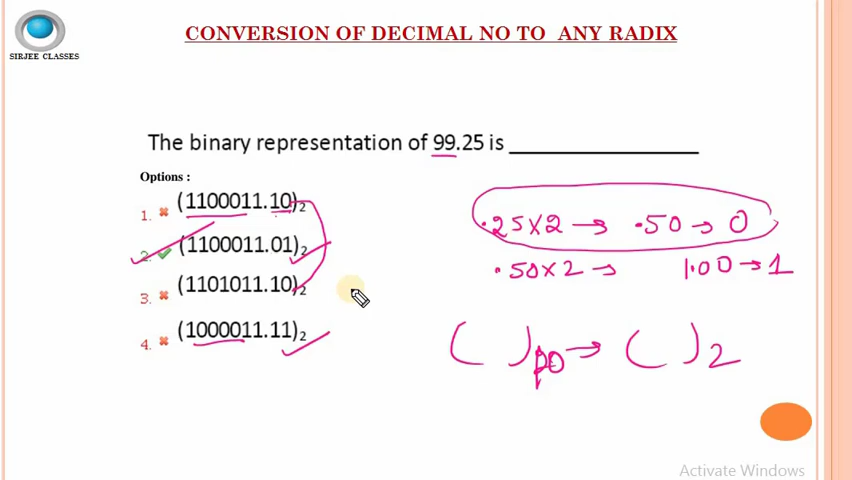 CONVERSION OF DECIMAL NO TO ANY RADIX
SIRJEE CLASSES
The binary representation of 99.25 is ____________
Options :
1. (1100011.10)2
2. (1100011.01)2
3. (1101011.10)2
4. (1000011.11)2
.25×2 → .50 → 0
.50×2 → 1.00 → 1
( ) → ( )2
Activate Windows